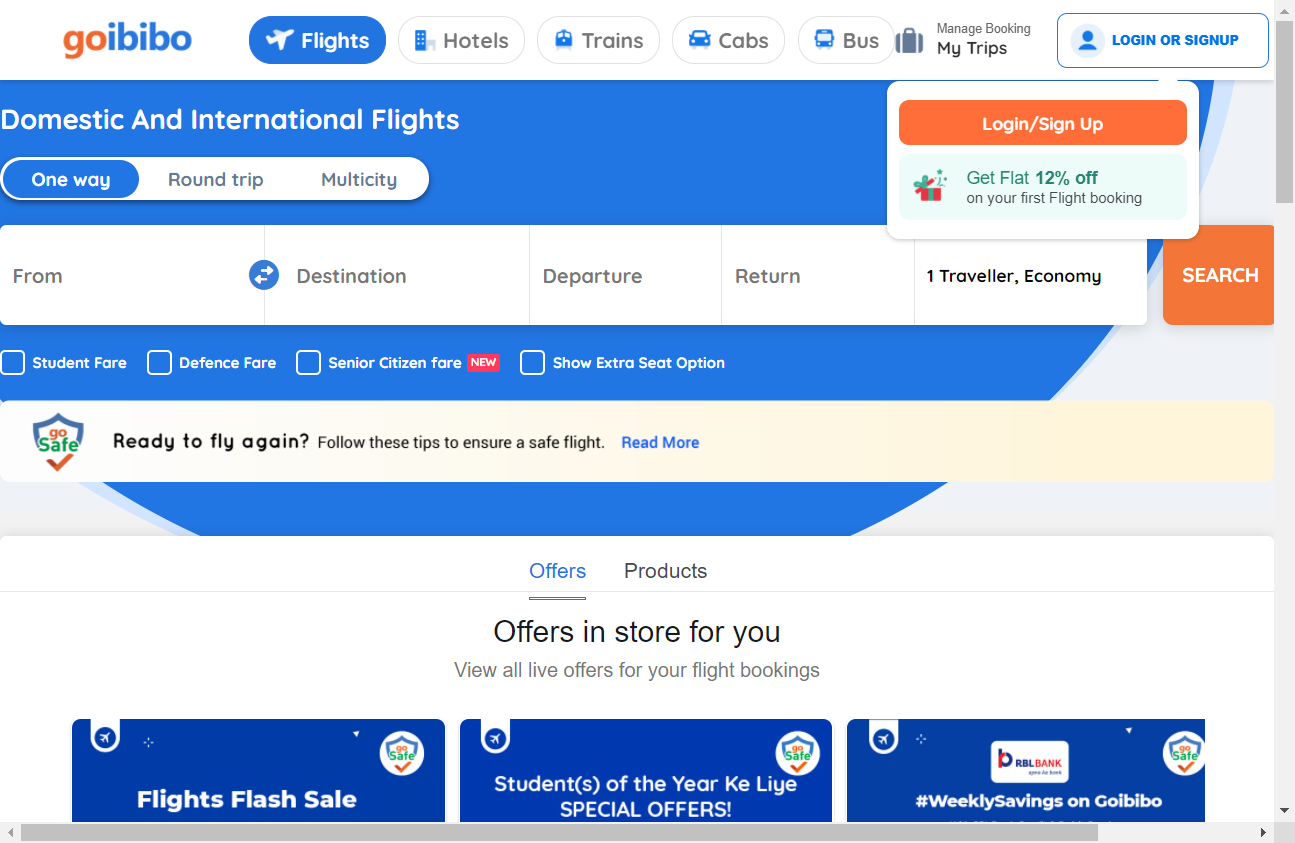 goibibo
Flights
Hotels
Trains
Cabs
Bus
Manage Booking
My Trips
LOGIN OR SIGNUP
Login/Sign Up
Get Flat 12% off
on your first Flight booking
Domestic And International Flights
One way
Round trip
Multicity
From
Destination
Departure
Return
1 Traveller, Economy
SEARCH
Student Fare
Defence Fare
Senior Citizen fare NEW
Show Extra Seat Option
go
Safe
Ready to fly again? Follow these tips to ensure a safe flight. Read More
Offers
Products
Offers in store for you
View all live offers for your flight bookings
go
Safe
Flights Flash Sale
go
Safe
Student(s) of the Year Ke Liye
SPECIAL OFFERS!
go
Safe
RBLBANK
apno ka bank
#WeeklySavings on Goibibo